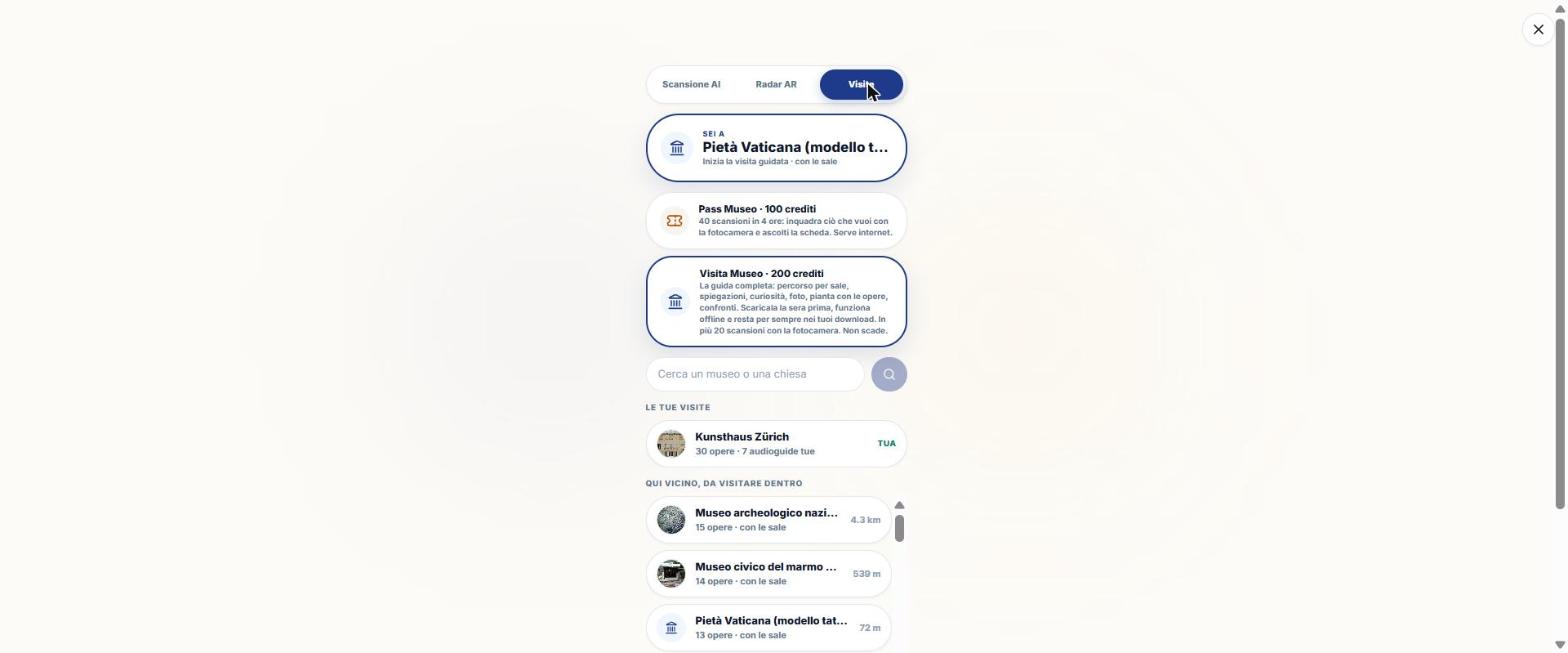 Scansione AI
Radar AR
Visite
SEI A
Pietà Vaticana (modello t...
Inizia la visita guidata · con le sale
Pass Museo · 100 crediti
40 scansioni in 4 ore: inquadra ciò che vuoi con
la fotocamera e ascolti la scheda. Serve internet.
Visita Museo · 200 crediti
La guida completa: percorso per sale,
spiegazioni, curiosità, foto, pianta con le opere,
confronti. Scaricala la sera prima, funziona
offline e resta per sempre nei tuoi download. In
più 20 scansioni con la fotocamera. Non scade.
Cerca un museo o una chiesa
LE TUE VISITE
Kunsthaus Zürich
30 opere · 7 audioguide tue
TUA
QUI VICINO, DA VISITARE DENTRO
Museo archeologico nazi...
15 opere · con le sale
4.3 km
Museo civico del marmo ...
14 opere · con le sale
539 m
Pietà Vaticana (modello tat...
13 opere · con le sale
72 m